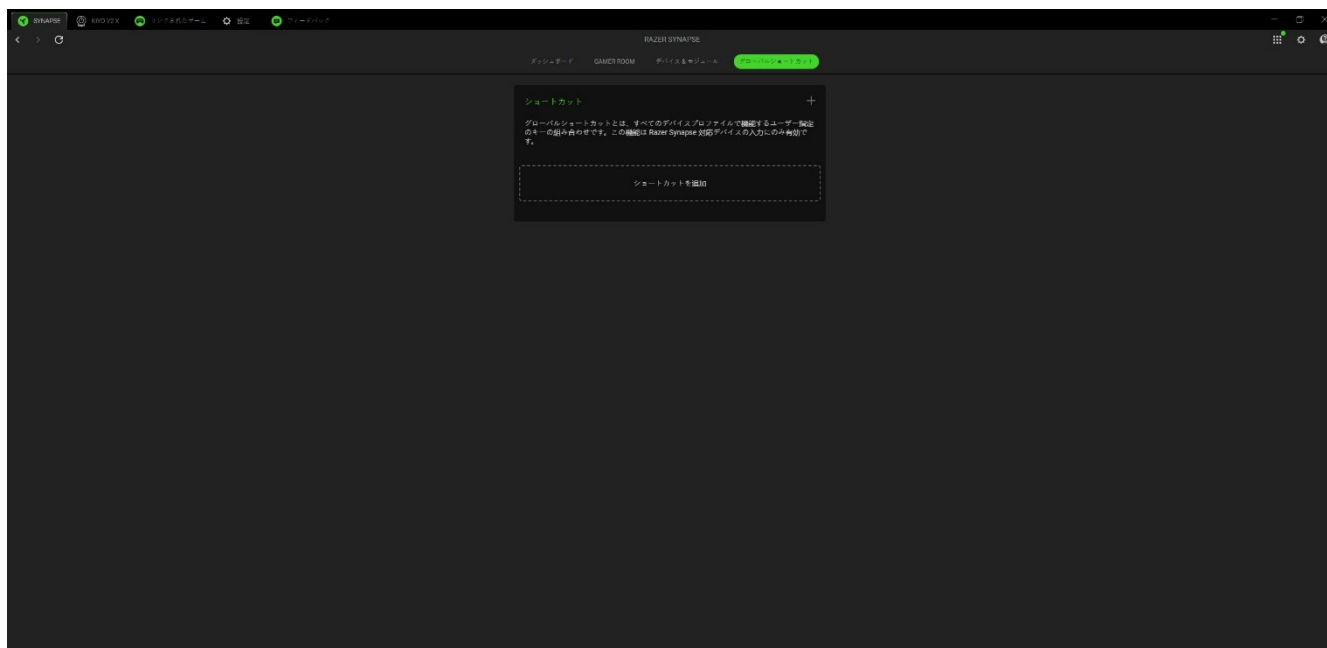 SYNAPSE KIYO V2 X リンクされたゲーム 設定 フィードバック
RAZER SYNAPSE
ダッシュボード GAMER ROOM デバイス & モジュール グローバルショートカット
ショートカット
グローバルショートカットとは、すべてのデバイスプロファイルで機能するユーザー指定
のキーの組み合わせです。この機能は Razer Synapse 対応デバイスの入力にのみ有効で
す。
ショートカットを追加